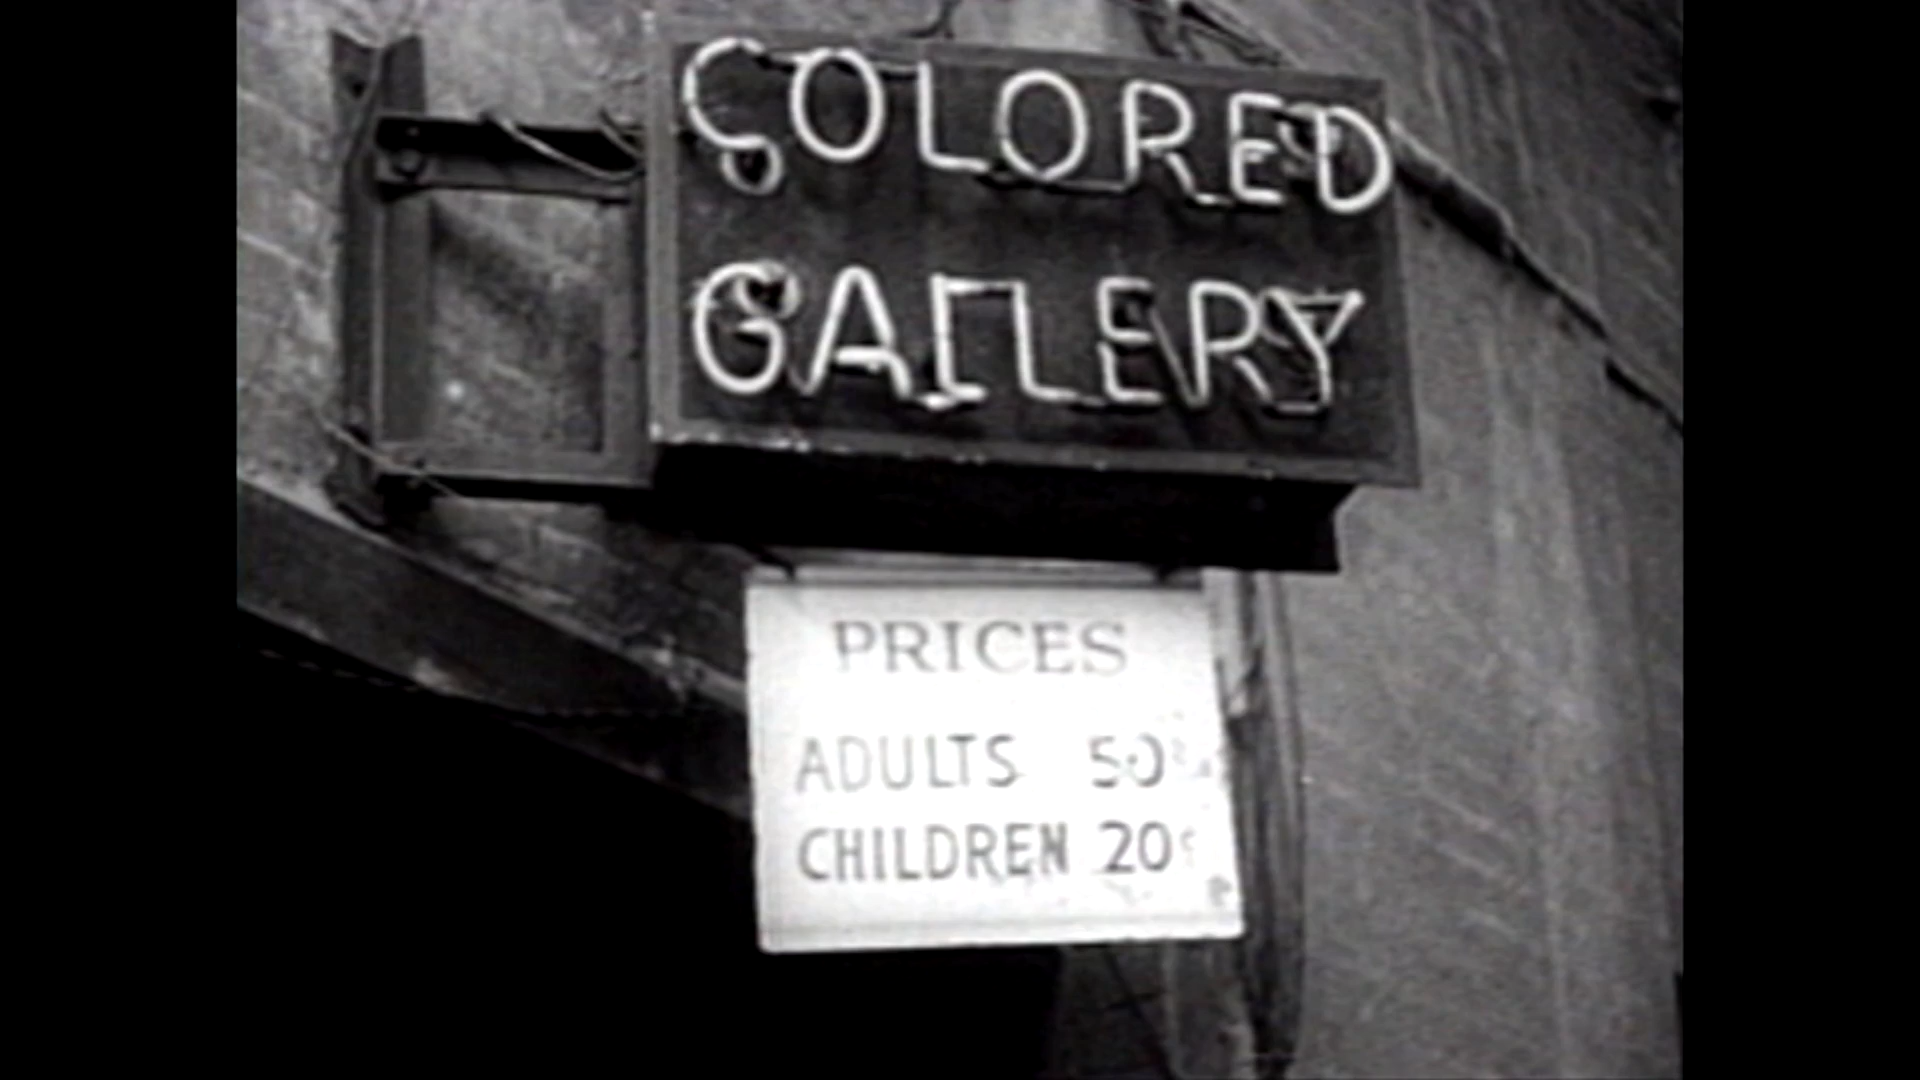 COLORED
GALLERY
PRICES
ADULTS 50¢
CHILDREN 20¢